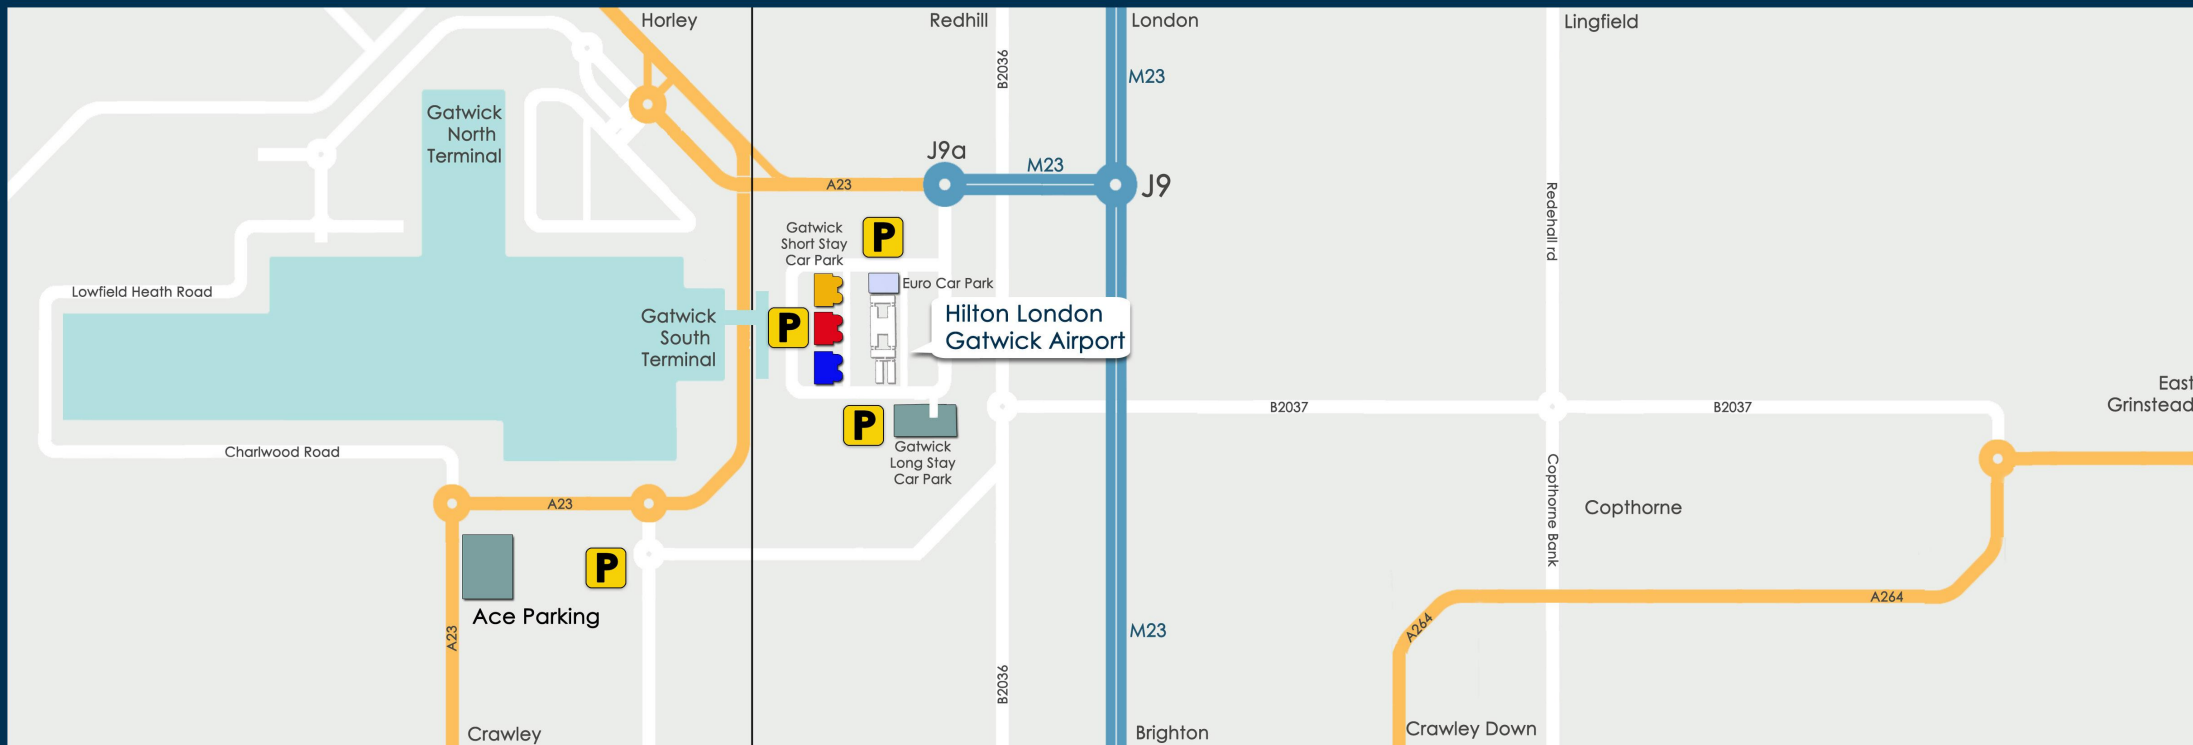 Horley
Redhill
London
Lingfield
B2036
M23
Gatwick
North
Terminal
J9a
M23
A23
J9
Redehall rd
Gatwick
Short Stay
Car Park
P
Euro Car Park
Lowfield Heath Road
Hilton London
Gatwick Airport
Gatwick
South
Terminal
P
East
Grinstead
B2037
B2037
P
Gatwick
Long Stay
Car Park
Charlwood Road
A23
Copthorne Bank
Copthorne
P
Ace Parking
A264
A264
A23
M23
B2036
Crawley
Brighton
Crawley Down